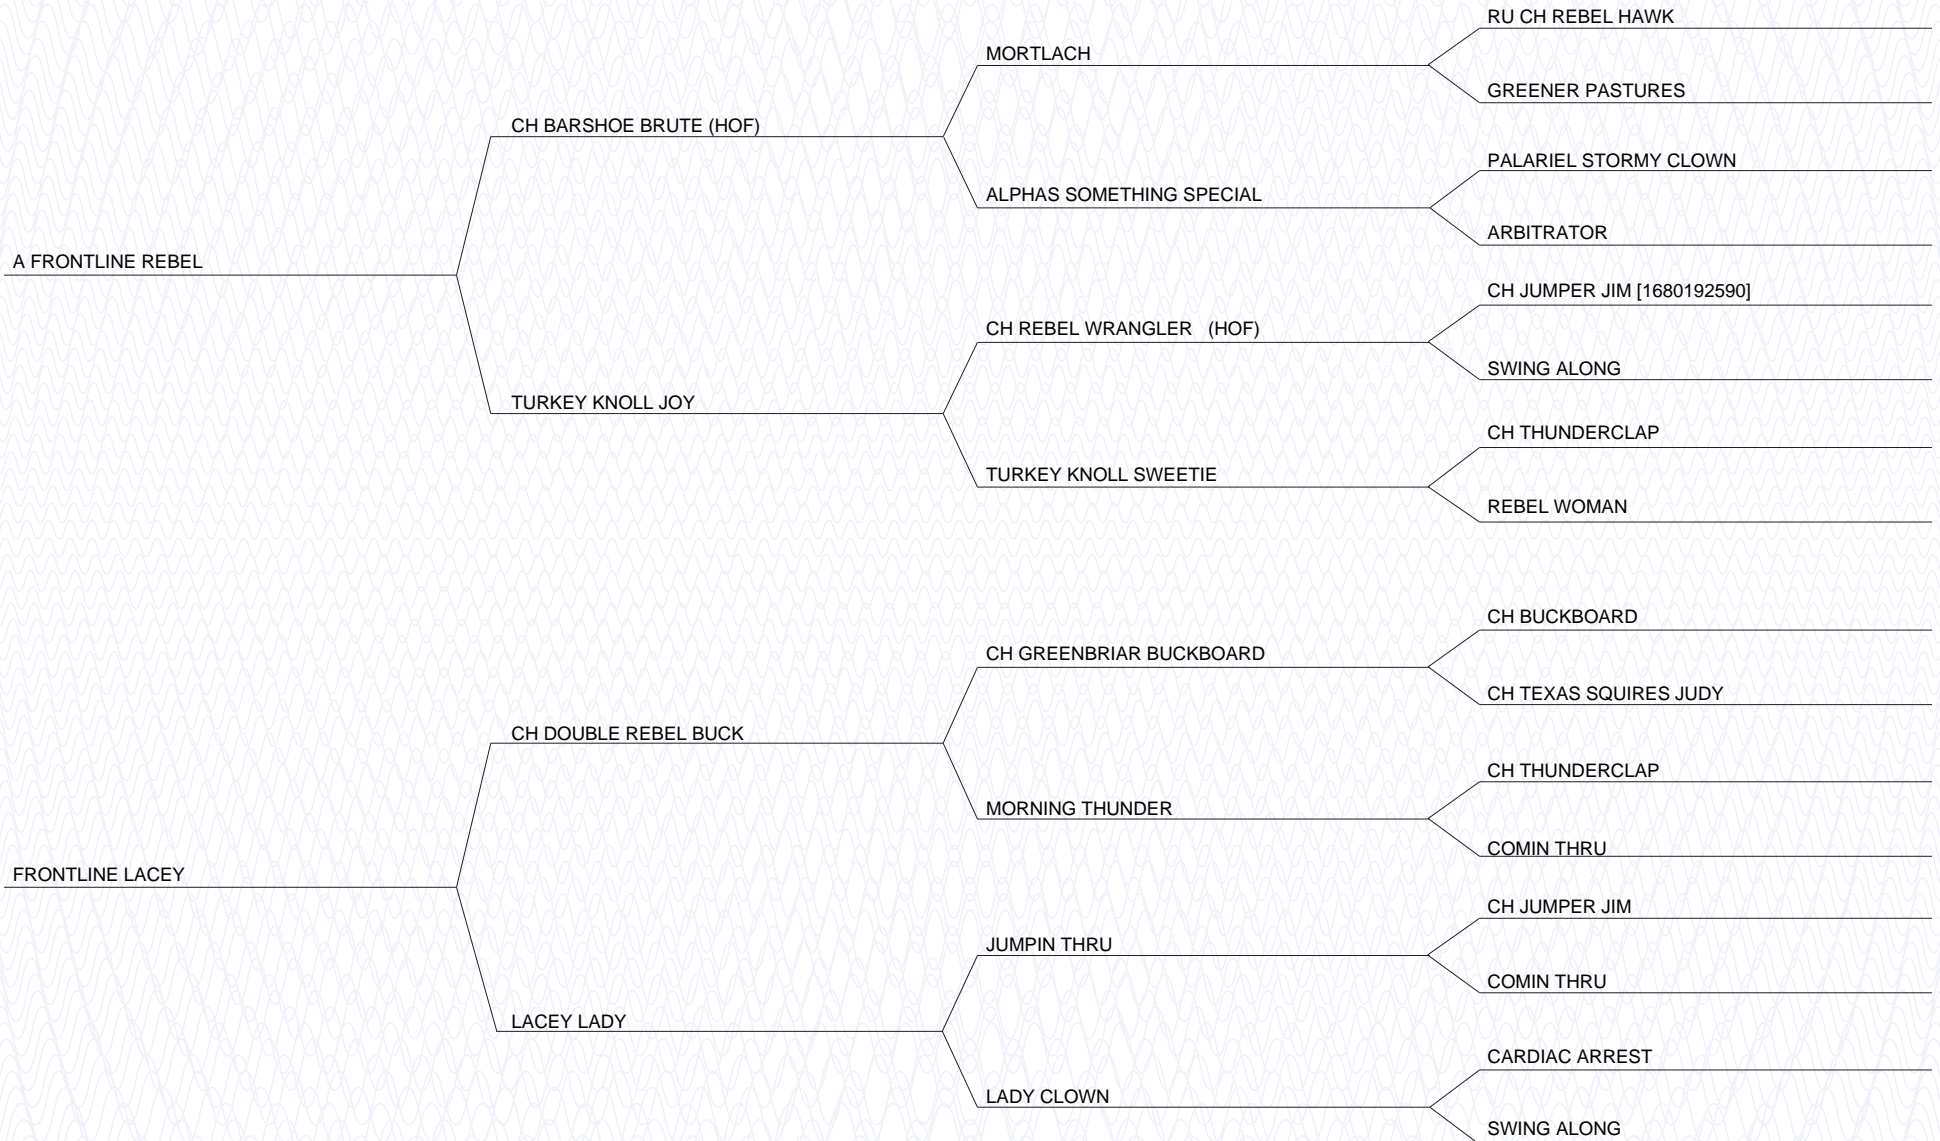 RU CH REBEL HAWK
MORTLACH
GREENER PASTURES
CH BARSHOE BRUTE (HOF)
PALARIEL STORMY CLOWN
ALPHAS SOMETHING SPECIAL
ARBITRATOR
A FRONTLINE REBEL
CH JUMPER JIM [1680192590]
CH REBEL WRANGLER (HOF)
SWING ALONG
TURKEY KNOLL JOY
CH THUNDERCLAP
TURKEY KNOLL SWEETIE
REBEL WOMAN
CH BUCKBOARD
CH GREENBRIAR BUCKBOARD
CH TEXAS SQUIRES JUDY
CH DOUBLE REBEL BUCK
CH THUNDERCLAP
MORNING THUNDER
COMIN THRU
FRONTLINE LACEY
CH JUMPER JIM
JUMPIN THRU
COMIN THRU
LACEY LADY
CARDIAC ARREST
LADY CLOWN
SWING ALONG